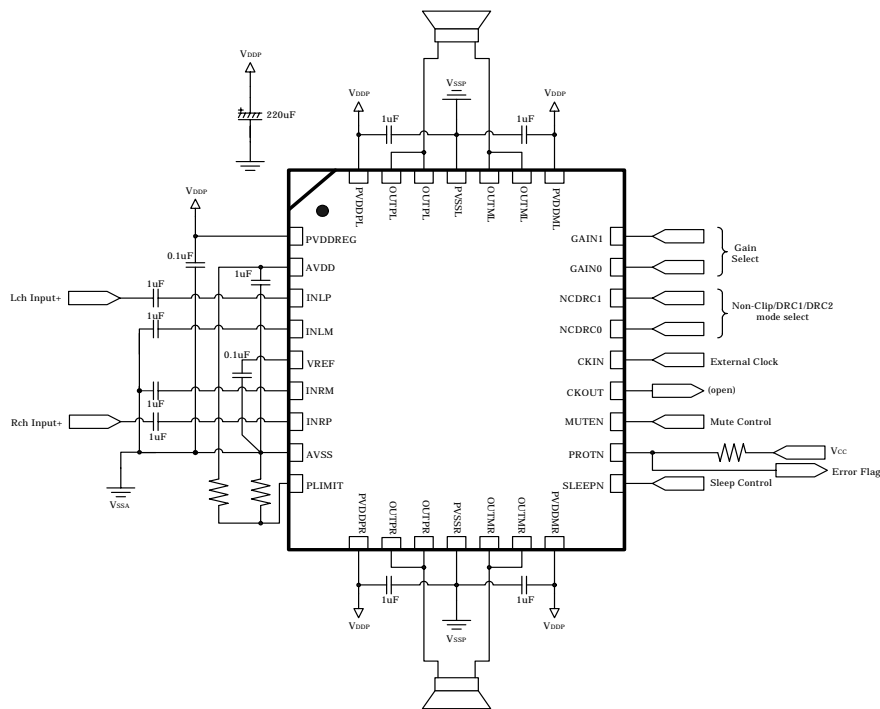 VDDP
+
220uF
VDDP
VSSP
VDDP
1uF
1uF
PVDDPL
OUTPL
OUTPL
PVSSL
OUTML
OUTML
PVDDML
VDDP
0.1uF
1uF
PVDDREG
AVDD
Lch Input+
1uF
INLP
1uF
INLM
0.1uF
VREF
1uF
INRM
Rch Input+
1uF
INRP
AVSS
VSSA
PLIMIT
GAIN1
GAIN0
Gain
Select
NCDRC1
NCDRC0
Non-Clip/DRC1/DRC2
mode select
CKIN
External Clock
CKOUT
(open)
MUTEN
Mute Control
PROTN
VCC
Error Flag
SLEEPN
Sleep Control
PVDDPR
OUTPR
OUTPR
PVSSR
OUTMR
OUTMR
PVDDMR
1uF
1uF
VDDP
VSSP
VDDP